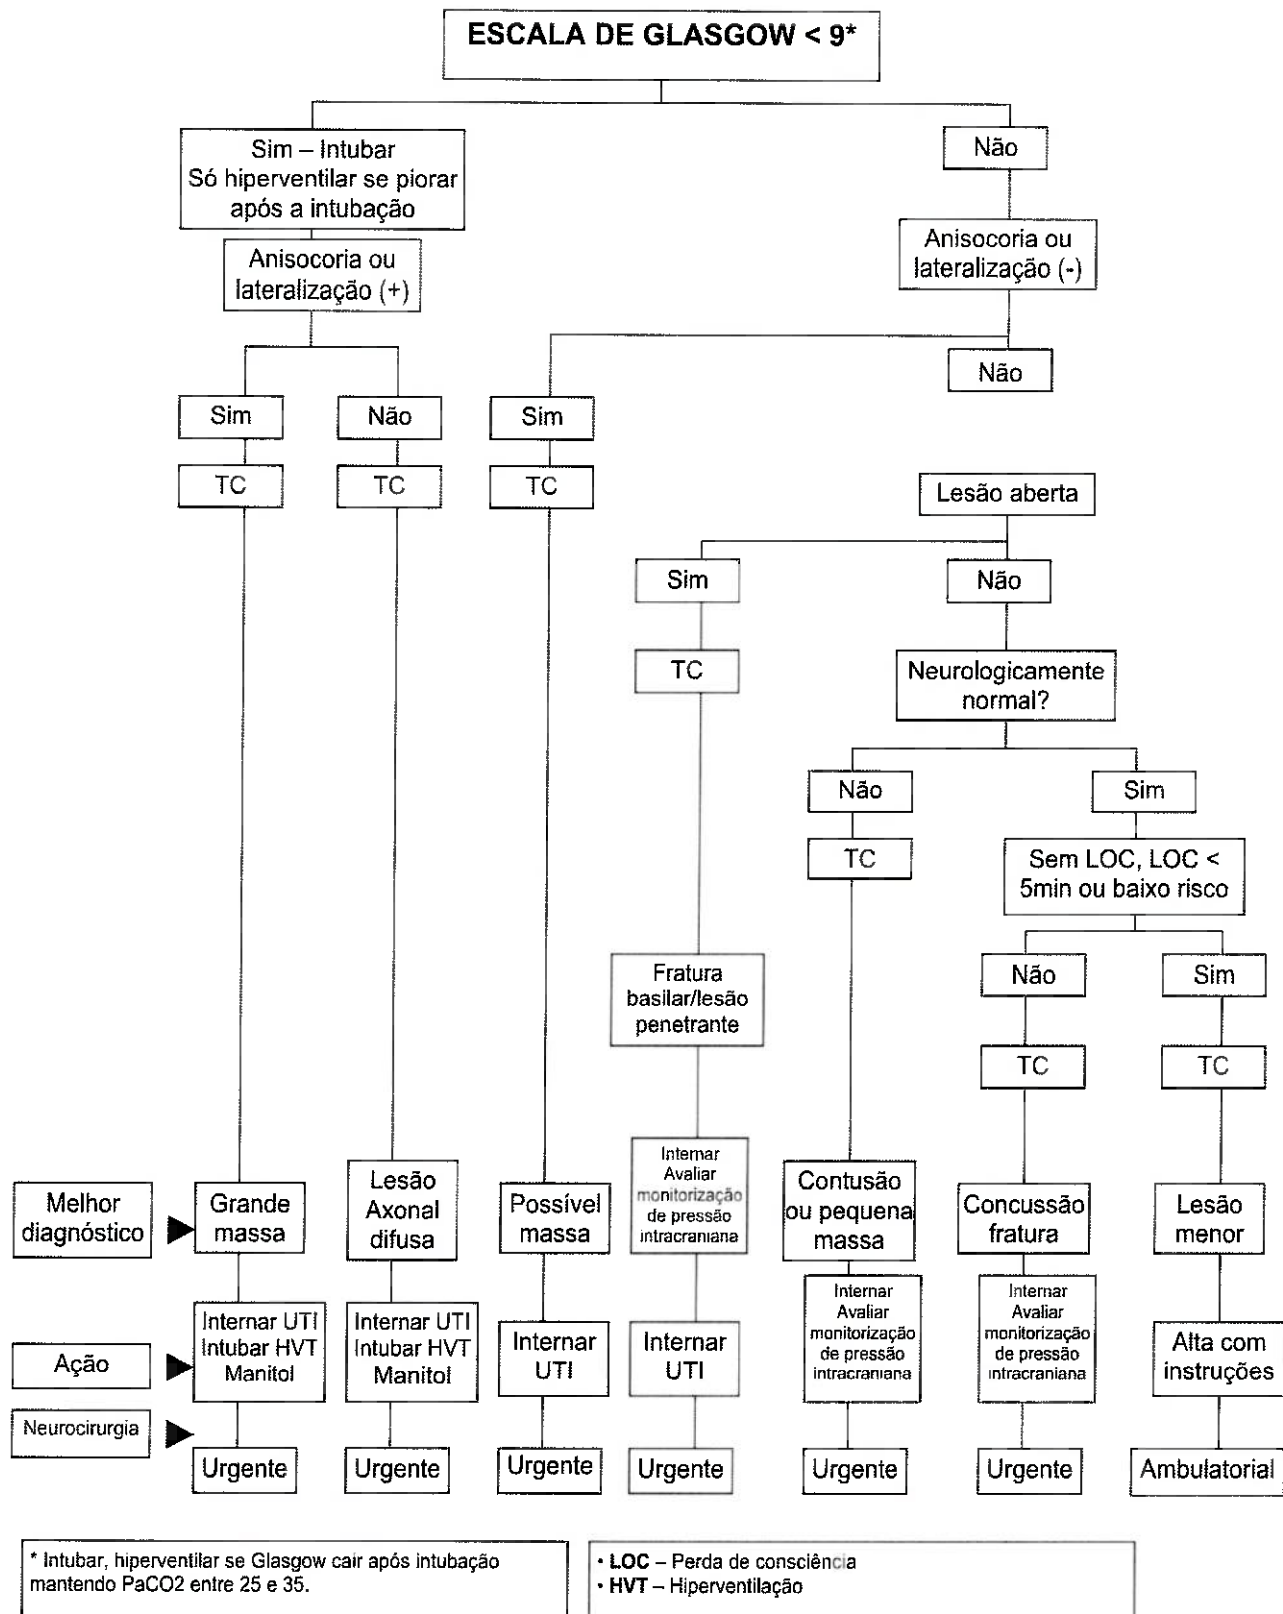 ESCALA DE GLASGOW < 9*
Sim – Intubar
Só hiperventilar se piorar
após a intubação
Não
Anisocoria ou
lateralização (+)
Anisocoria ou
lateralização (-)
Não
Sim
Não
Sim
TC
TC
TC
Lesão aberta
Sim
Não
TC
Neurologicamente
normal?
Não
Sim
TC
Sem LOC, LOC <
5min ou baixo risco
Não
Sim
Fratura
basilar/lesão
penetrante
TC
TC
Melhor
diagnóstico
Grande
massa
Lesão
Axonal
difusa
Possível
massa
Internar
Avaliar
monitorização
de pressão
intracraniana
Contusão
ou pequena
massa
Concussão
fratura
Lesão
menor
Ação
Internar UTI
Intubar HVT
Manitol
Internar UTI
Intubar HVT
Manitol
Internar
UTI
Internar
UTI
Internar
Avaliar
monitorização
de pressão
intracraniana
Internar
Avaliar
monitorização
de pressão
intracraniana
Alta com
instruções
Neurocirurgia
Urgente
Urgente
Urgente
Urgente
Urgente
Urgente
Ambulatorial
* Intubar, hiperventilar se Glasgow cair após intubação
mantendo PaCO2 entre 25 e 35.
• LOC – Perda de consciência
• HVT – Hiperventilação